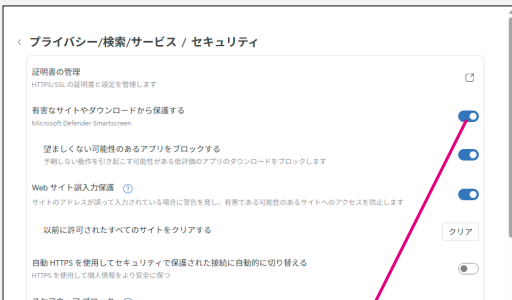 プライバシー/検索/サービス / セキュリティ
証明書の管理
HTTPS/SSL の証明書と設定を管理します
有害なサイトやダウンロードから保護する
Microsoft Defender Smartscreen
望ましくない可能性のあるアプリをブロックする
予期しない動作を引き起こす可能性がある低評価のアプリのダウンロードをブロックします
Web サイト誤入力保護
サイトのアドレスが誤って入力されている場合に警告を発し、有害である可能性のあるサイトへのアクセスを防止します
以前に許可されたすべてのサイトをクリアする
クリア
自動 HTTPS を使用してセキュリティで保護された接続に自動的に切り替える
HTTPS を使用して個人情報をより安全に保つ